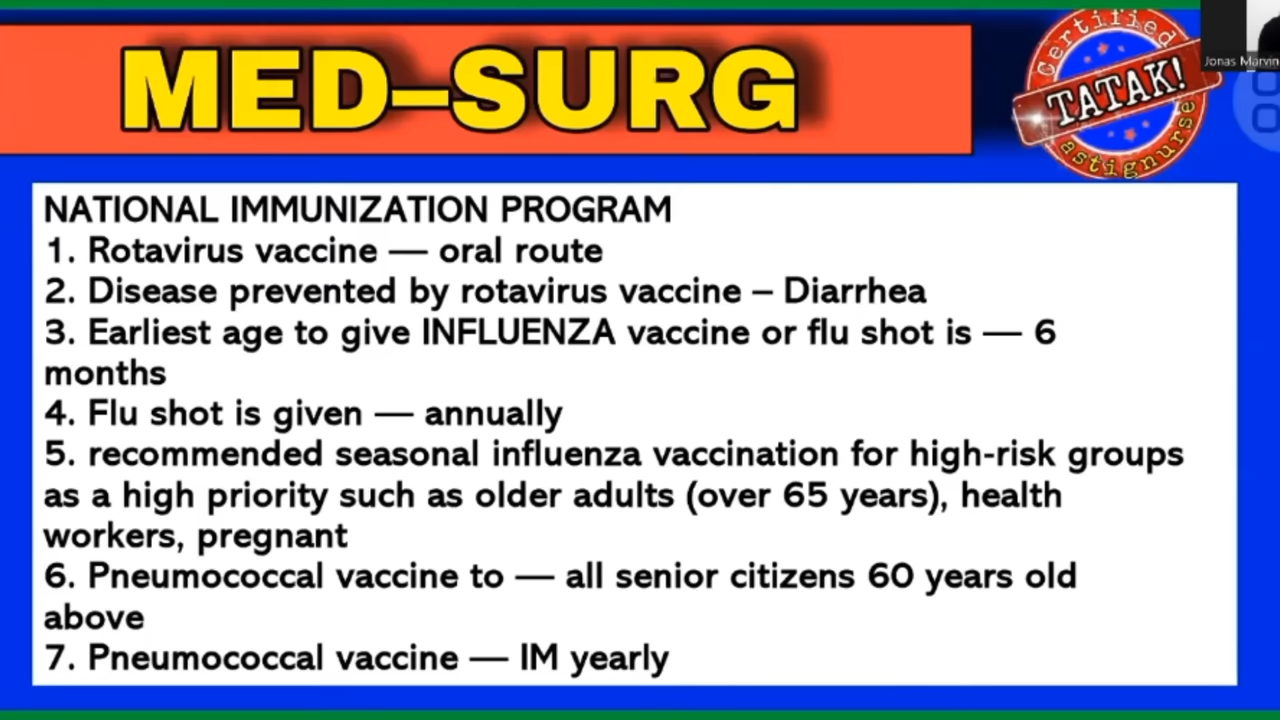 MED–SURG
Certified
TATAK!
astignurse
Jonas Marvin
NATIONAL IMMUNIZATION PROGRAM
1. Rotavirus vaccine — oral route
2. Disease prevented by rotavirus vaccine – Diarrhea
3. Earliest age to give INFLUENZA vaccine or flu shot is — 6
months
4. Flu shot is given — annually
5. recommended seasonal influenza vaccination for high-risk groups
as a high priority such as older adults (over 65 years), health
workers, pregnant
6. Pneumococcal vaccine to — all senior citizens 60 years old
above
7. Pneumococcal vaccine — IM yearly